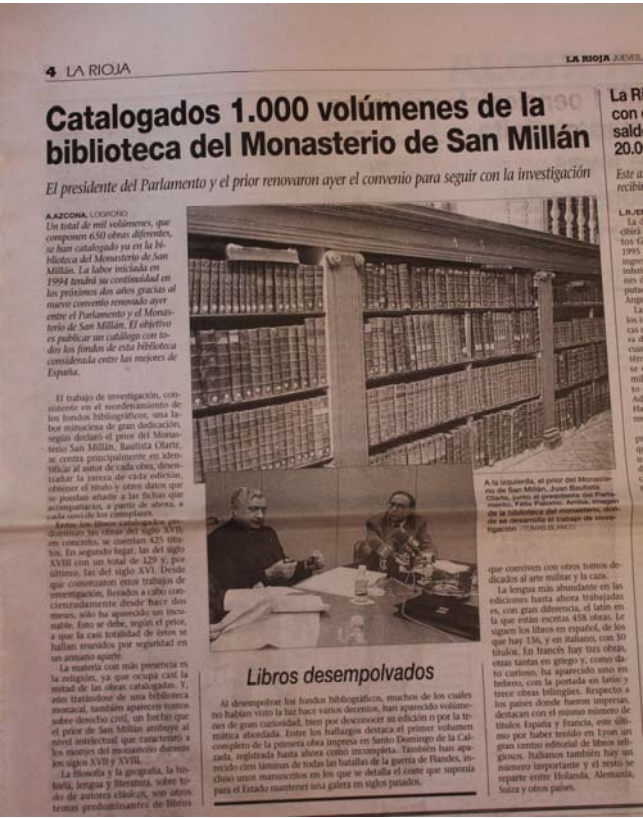 4 LA RIOJA
LA RIOJA JUEVES,
Catalogados 1.000 volúmenes de la
biblioteca del Monasterio de San Millán
El presidente del Parlamento y el prior renovaron ayer el convenio para seguir con la investigación
A.AZCONA. LOGROÑO
Un total de mil volúmenes, que
componen 650 obras diferentes,
se han catalogado ya en la bi-
blioteca del Monasterio de San
Millán. La labor iniciada en
1994 tendrá su continuidad en
los próximos dos años gracias al
nuevo convenio renovado ayer
entre el Parlamento y el Monas-
terio de San Millán. El objetivo
es publicar un catálogo con to-
dos los fondos de esta biblioteca
considerada entre las mejores de
España.
El trabajo de investigación, con-
sistente en el reordenamiento de
los fondos bibliográficos, una la-
bor minuciosa de gran dedicación,
según declaró el prior del Monas-
terio San Millán, Bautista Olarte,
se centra principalmente en iden-
tificar al autor de cada obra, desen-
trañar la rareza de cada edición,
obtener el título y otros datos que
se puedan añadir a las fichas que
acompañarán, a partir de ahora, a
cada uno de los ejemplares.
Entre los libros catalogados pre-
dominan las obras del siglo XVII;
en concreto, se cuentan 425 títu-
los. En segundo lugar, las del siglo
XVIII con un total de 129 y, por
último, las del siglo XVI. Desde
que comenzaron estos trabajos de
investigación, llevados a cabo con-
cienzudamente desde hace dos
meses, sólo ha aparecido un incu-
nable. Esto se debe, según el prior,
a que la casi totalidad de éstos se
hallan reunidos por seguridad en
un armario aparte.
La materia con más presencia es
la religión, ya que ocupa casi la
mitad de las obras catalogadas. Y,
aún tratándose de una biblioteca
monacal, también aparecen tomos
sobre derecho civil, un hecho que
el prior de San Millán atribuye al
nivel intelectual que caracterizó a
los monjes del monasterio durante
los siglos XVII y XVIII.
La filosofía y la geografía, la his-
toria, lengua y literatura, sobre to-
do de autores clásicos, son otros
temas predominantes de libros
A la izquierda, el prior del Monaste-
rio de San Millán, Juan Bautista
Olarte, junto al presidente del Parla-
mento, Félix Palomo. Arriba, imagen
de la biblioteca del monasterio, don-
de se desarrolla el trabajo de inves-
tigación /TOMÁS BLANCO
Libros desempolvados
Al desempolvar los fondos bibliográficos, muchos de los cuales
no habían visto la luz hace varios decenios, han aparecido volúme-
nes de gran curiosidad, bien por desconocer su edición o por la te-
mática abordada. Entre los hallazgos destaca el primer volumen
completo de la primera obra impresa en Santo Domingo de la Cal-
zada, registrada hasta ahora como incompleta. También han apa-
recido cien láminas de todas las batallas de la guerra de Flandes, in-
cluso unos manuscritos en los que se detalla el coste que suponía
para el Estado mantener una galera en siglos pasados.
que conviven con otros tomos de-
dicados al arte militar y la caza.
La lengua más abundante en las
ediciones hasta ahora trabajadas
es, con gran diferencia, el latín en
la que están escritas 458 obras. Le
siguen los libros en español, de los
que hay 136, y en italiano, con 50
títulos. En francés hay tres obras,
otras tantas en griego y, como da-
to curioso, ha aparecido uno en
hebreo, con la portada en latín y
trece obras bilingües. Respecto a
los países donde fueron impresas,
destacan con el mismo número de
títulos España y Francia, este últi-
mo por haber tenido en Lyon un
gran centro editorial de libros reli-
giosos. Italianos también hay un
número importante y el resto se
reparte entre Holanda, Alemania,
Suiza y otros países.
La Ri
con
sald
20.0
Este a
recibi